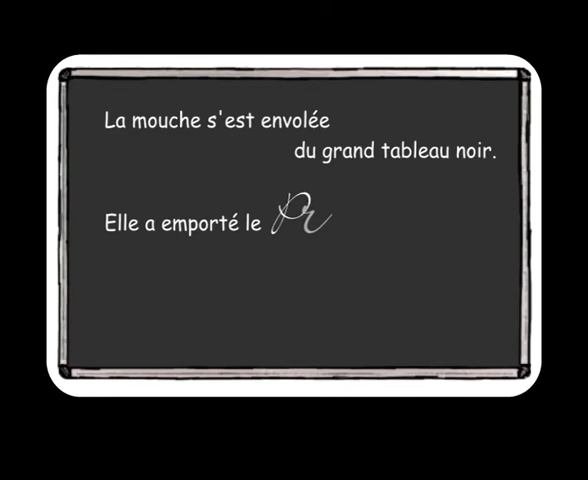 La mouche s'est envolée
du grand tableau noir.
Elle a emporté le Pr